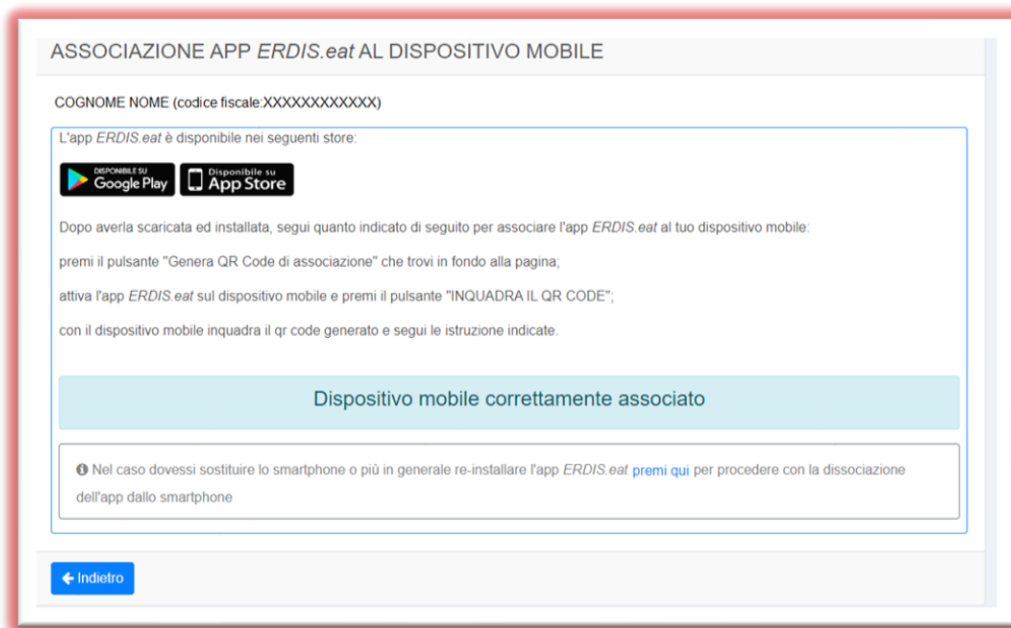 ASSOCIAZIONE APP ERDIS.eat AL DISPOSITIVO MOBILE
COGNOME NOME (codice fiscale:XXXXXXXXXXXX)
L'app ERDIS.eat è disponibile nei seguenti store:
DISPONIBILE SU Google Play
Disponibile su App Store
Dopo averla scaricata ed installata, segui quanto indicato di seguito per associare l'app ERDIS.eat al tuo dispositivo mobile:
premi il pulsante "Genera QR Code di associazione" che trovi in fondo alla pagina;
attiva l'app ERDIS.eat sul dispositivo mobile e premi il pulsante "INQUADRA IL QR CODE";
con il dispositivo mobile inquadra il qr code generato e segui le istruzione indicate.
Dispositivo mobile correttamente associato
Nel caso dovessi sostituire lo smartphone o più in generale re-installare l'app ERDIS.eat premi qui per procedere con la dissociazione
dell'app dallo smartphone
Indietro